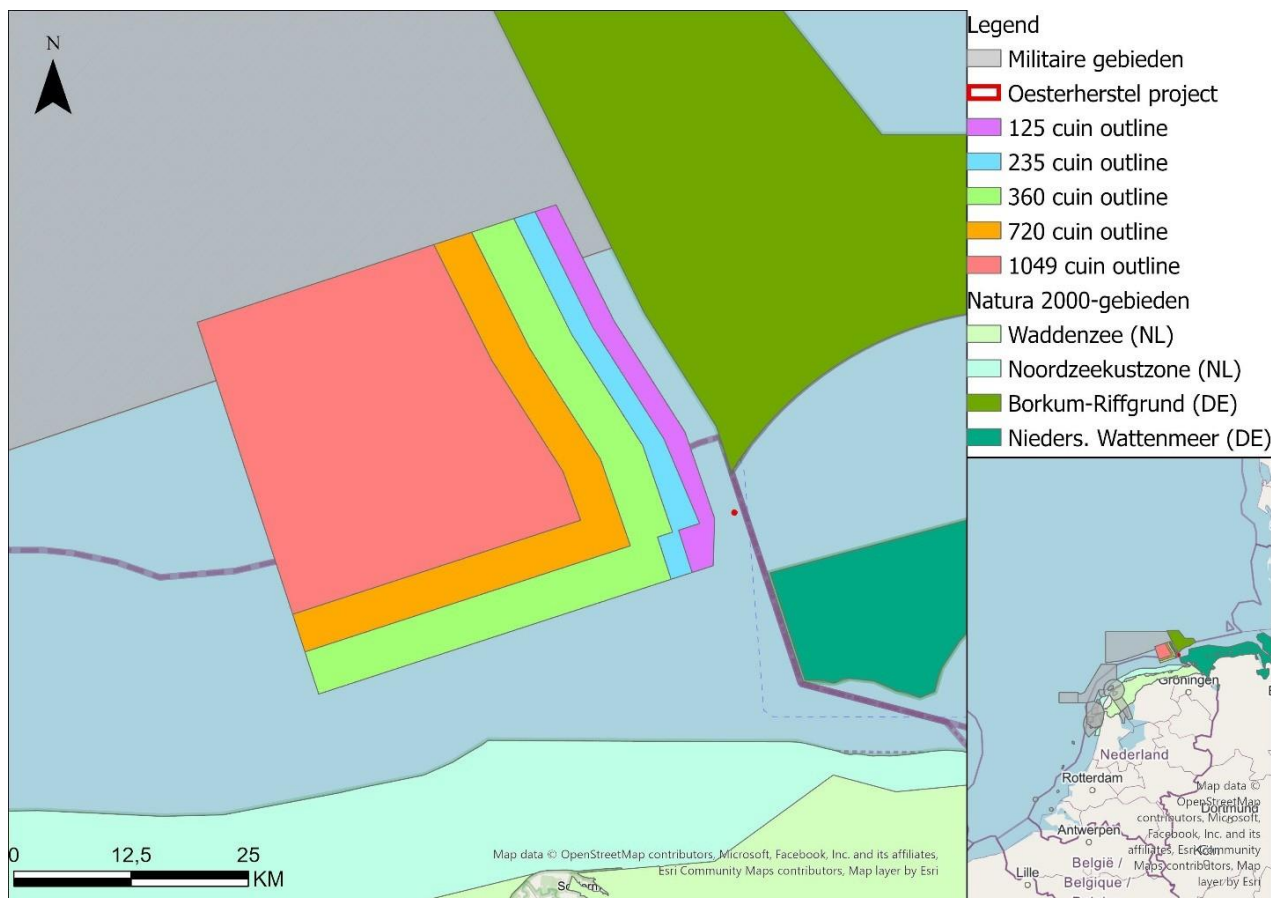 N
0 12,5 25
KM
Map data © OpenStreetMap contributors, Microsoft, Facebook, Inc. and its affiliates,
Esri Community Maps contributors, Map layer by Esri
Legend
Militaire gebieden
Oesterherstel project
125 cuin outline
235 cuin outline
360 cuin outline
720 cuin outline
1049 cuin outline
Natura 2000-gebieden
Waddenzee (NL)
Noordzeekustzone (NL)
Borkum-Riffgrund (DE)
Nieders. Wattenmeer (DE)
Groningen
Nederland
Rotterdam
Antwerpen
Dortmund
Lille
België /
Belgique /
Map data ©
OpenStreetMap
contributors, Microsoft,
Facebook, Inc. and its
affiliates, Esri Community
Maps contributors, Map
layer by Esri